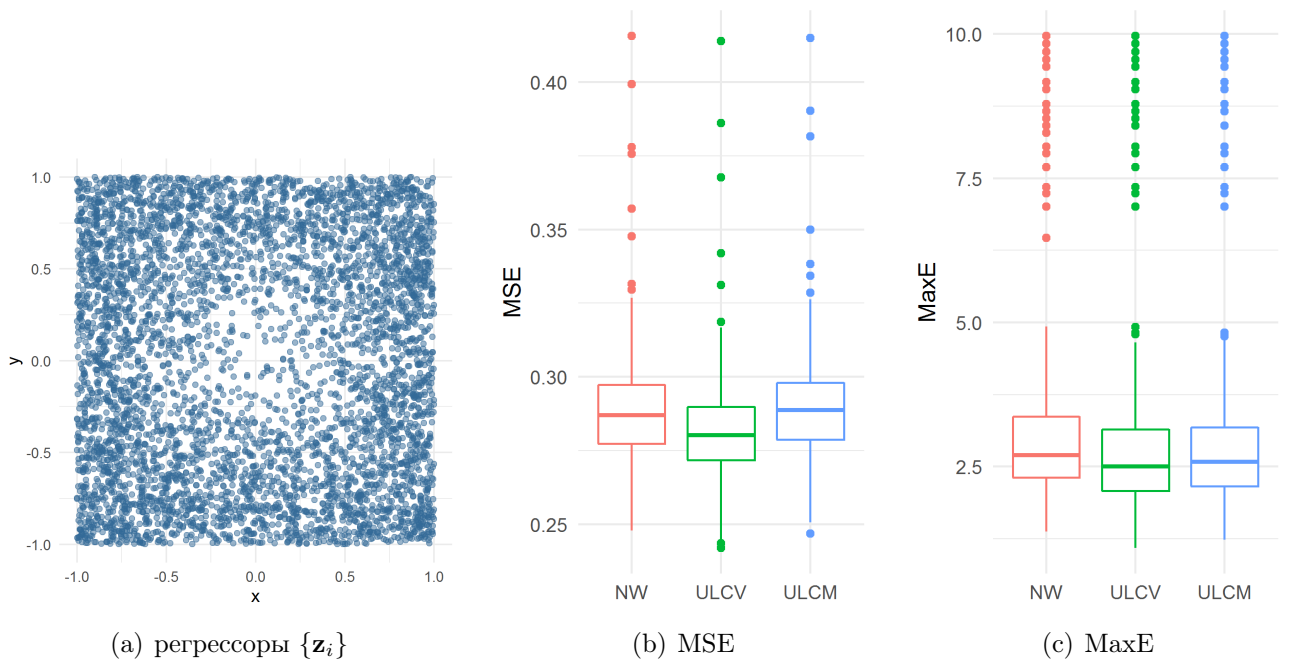 1.0
0.5
0.0
-0.5
-1.0
y
-1.0 -0.5 0.0 0.5 1.0
x
(a) регрессоры {z_i}
0.40
0.35
0.30
0.25
MSE
NW ULCV ULCM
(b) MSE
10.0
7.5
5.0
2.5
MaxE
NW ULCV ULCM
(c) MaxE